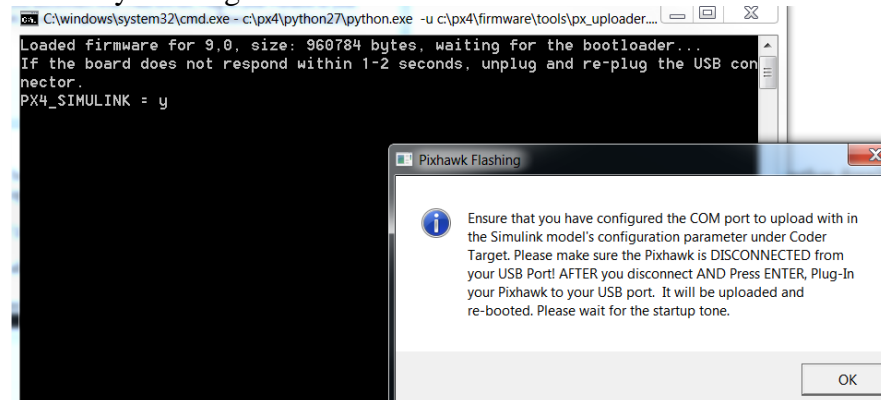 C:\windows\system32\cmd.exe - c:\px4\python27\python.exe -u c:\px4\firmware\tools\px_uploader....
Loaded firmware for 9,0, size: 960784 bytes, waiting for the bootloader...
If the board does not respond within 1-2 seconds, unplug and re-plug the USB con
nector.
PX4_SIMULINK = y
Pixhawk Flashing
Ensure that you have configured the COM port to upload with in
the Simulink model's configuration parameter under Coder
Target. Please make sure the Pixhawk is DISCONNECTED from
your USB Port! AFTER you disconnect AND Press ENTER, Plug-In
your Pixhawk to your USB port. It will be uploaded and
re-booted. Please wait for the startup tone.
OK